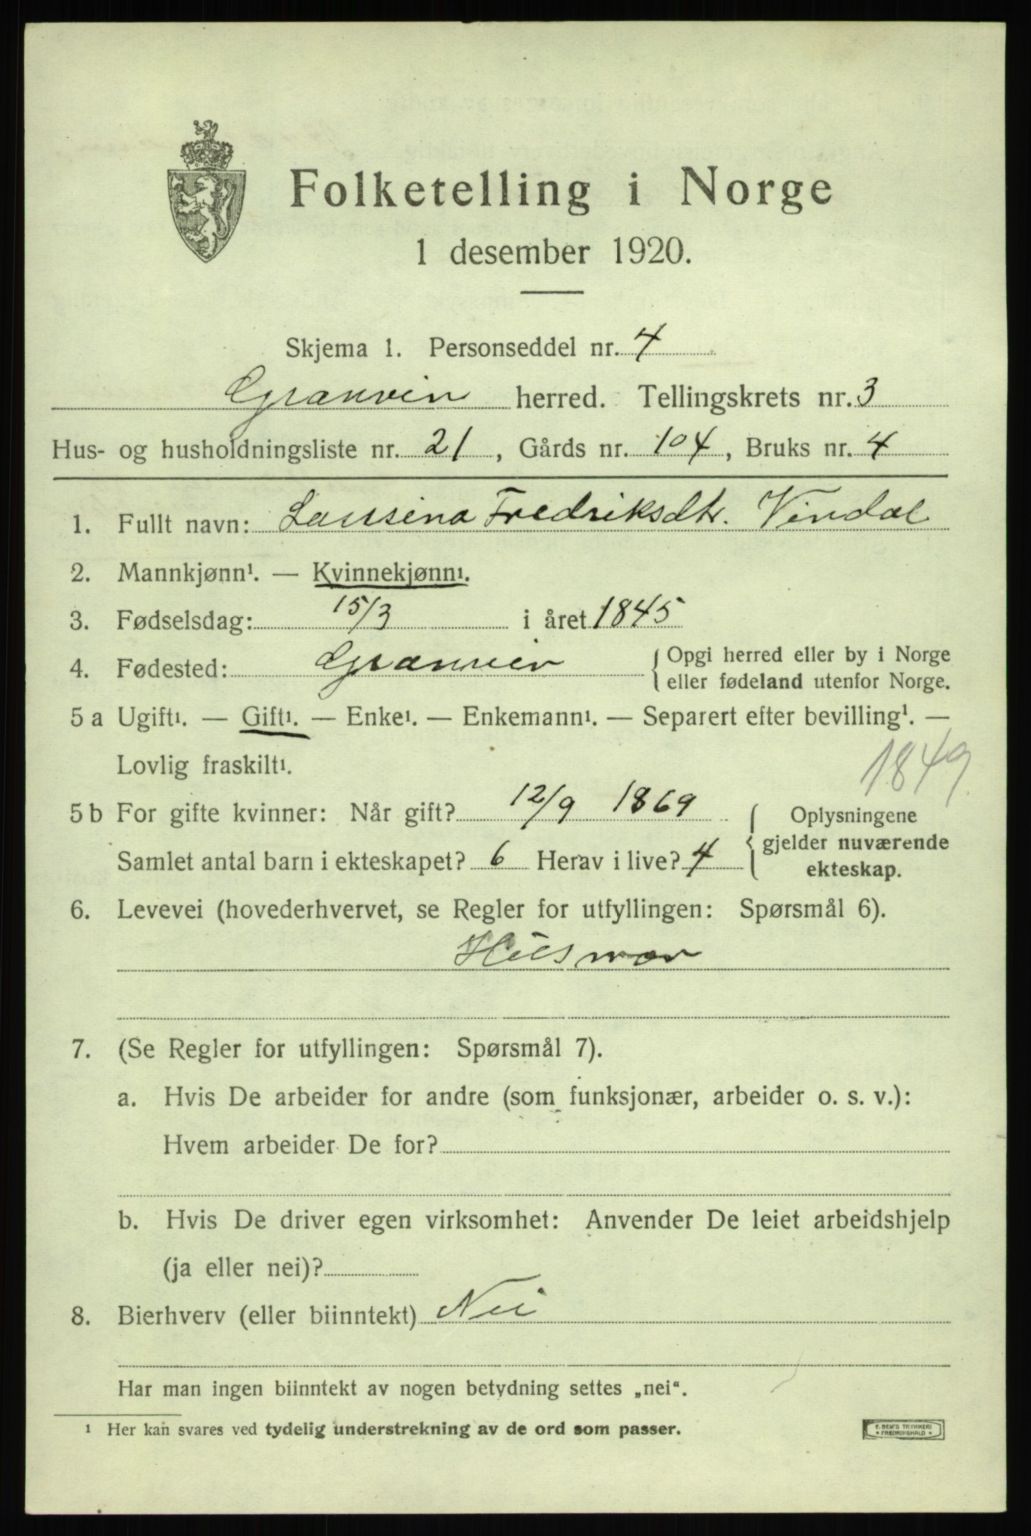 Folketelling i Norge
1 desember 1920.
Skjema 1. Personseddel nr. 4
Granvin herred. Tellingskrets nr. 3
Hus- og husholdningsliste nr. 21, Gårds nr. 104, Bruks nr. 4
1. Fullt navn: Lausina Fredriksdtr. Vindal
2. Mannkjønn¹. — Kvinnekjønn¹.
3. Fødselsdag: 15/3 i året 1845
4. Fødested: Granvin { Opgi herred eller by i Norge
eller fødeland utenfor Norge.
5 a Ugift¹. — Gift¹. — Enke¹. — Enkemann¹. — Separert efter bevilling¹. —
Lovlig fraskilt¹.
1849
5 b For gifte kvinner: Når gift? 12/9 1869 { Oplysningene
Samlet antal barn i ekteskapet? 6 Herav i live? 4 gjelder nuværende
ekteskap.
6. Levevei (hovederhvervet, se Regler for utfyllingen: Spørsmål 6).
Husmor
7. (Se Regler for utfyllingen: Spørsmål 7).
a. Hvis De arbeider for andre (som funksjonær, arbeider o. s. v.):
Hvem arbeider De for?
b. Hvis De driver egen virksomhet: Anvender De leiet arbeidshjelp
(ja eller nei)?
8. Bierhverv (eller biinntekt) Nei
Har man ingen biinntekt av nogen betydning settes „nei“.
¹ Her kan svares ved tydelig understrekning av de ord som passer.